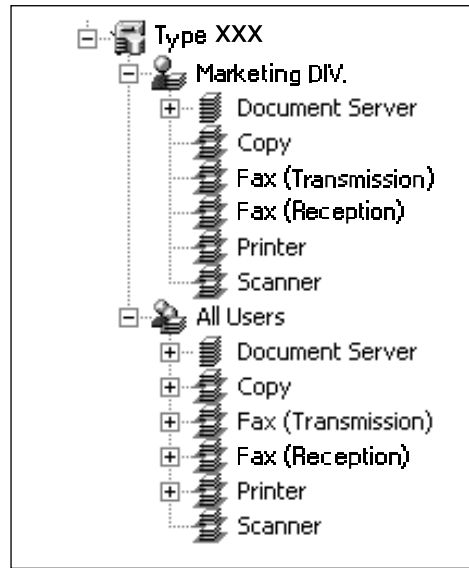 Type XXX
Marketing DIV.
Document Server
Copy
Fax (Transmission)
Fax (Reception)
Printer
Scanner
All Users
Document Server
Copy
Fax (Transmission)
Fax (Reception)
Printer
Scanner